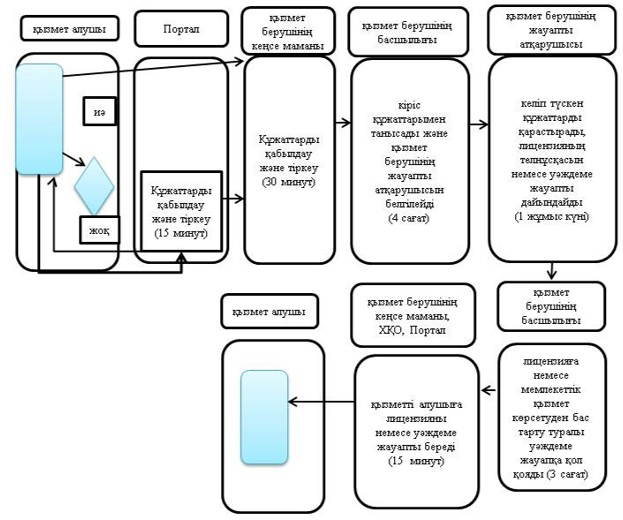 қызмет алушы
Портал
қызмет
берушінің
кеңсе маманы
қызмет берушінің
басшылығы
қызмет берушінің
жауапты
атқарушысы
иә
жоқ
Құжаттарды
қабылдау
және тіркеу
(15 минут)
Құжаттарды
қабылдау
және тіркеу
(30 минут)
кіріс
құжаттарымен
танысады және
қызмет
берушінің
жауапты
атқарушысын
белгілейді
(4 сағат)
келіп түскен
құжаттарды
қарастырады,
лицензияның
телнұсқасын
немесе уәждеме
жауапты
дайындайды
(1 жұмыс күні)
қызмет алушы
қызмет берушінің
кеңсе маманы,
ХҚО, Портал
қызмет
берушінің
басшылығы
қызметті алушыға
лицензияны
немесе уәждеме
жауапты береді
(15 минут)
лицензияға
немесе
мемлекеттік
қызмет
көрсетуден бас
тарту туралы
уәждеме
жауапқа қол
қояды (3 сағат)